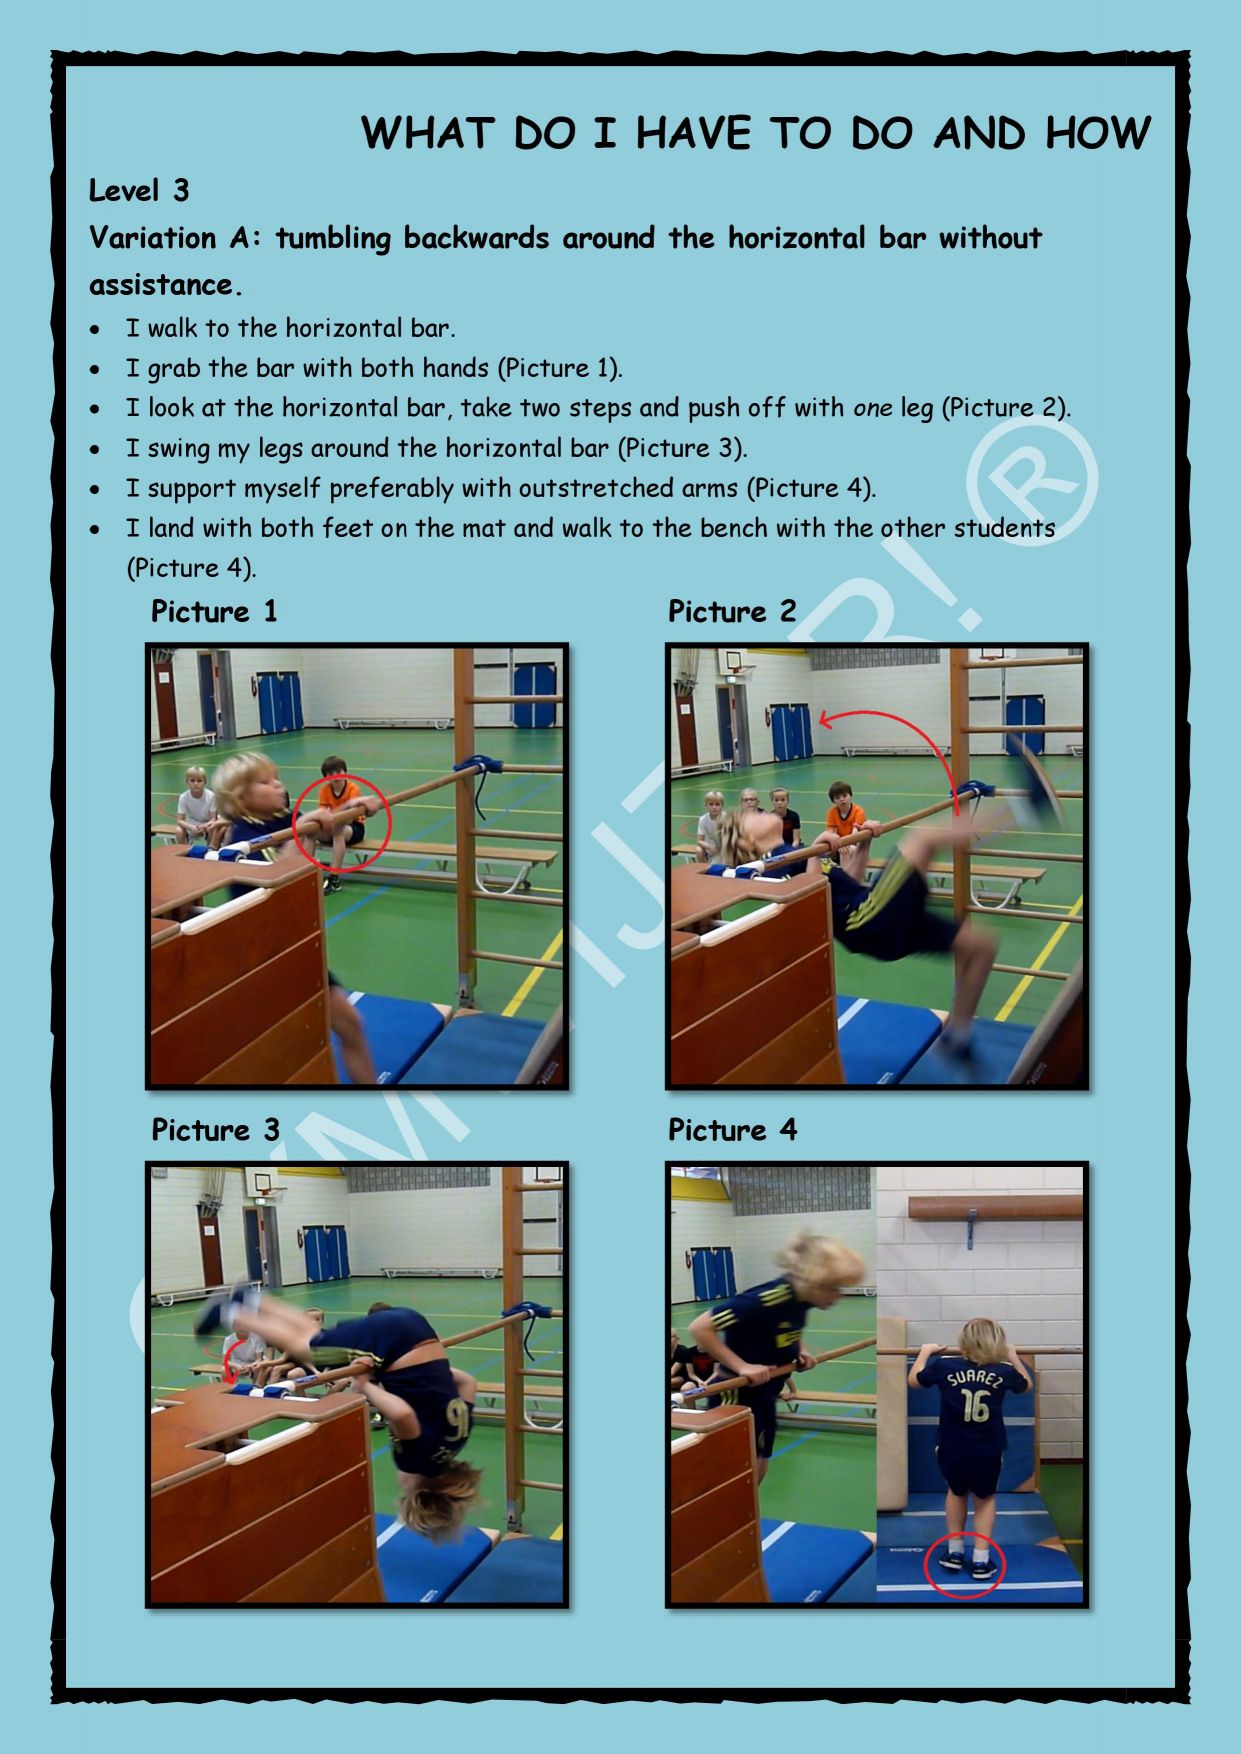 WHAT DO I HAVE TO DO AND HOW
Level 3
Variation A: tumbling backwards around the horizontal bar without
assistance.
• I walk to the horizontal bar.
• I grab the bar with both hands (Picture 1).
• I look at the horizontal bar, take two steps and push off with one leg (Picture 2).
• I swing my legs around the horizontal bar (Picture 3).
• I support myself preferably with outstretched arms (Picture 4).
• I land with both feet on the mat and walk to the bench with the other students
(Picture 4).
Picture 1
Picture 2
Picture 3
Picture 4
SUAREZ
16